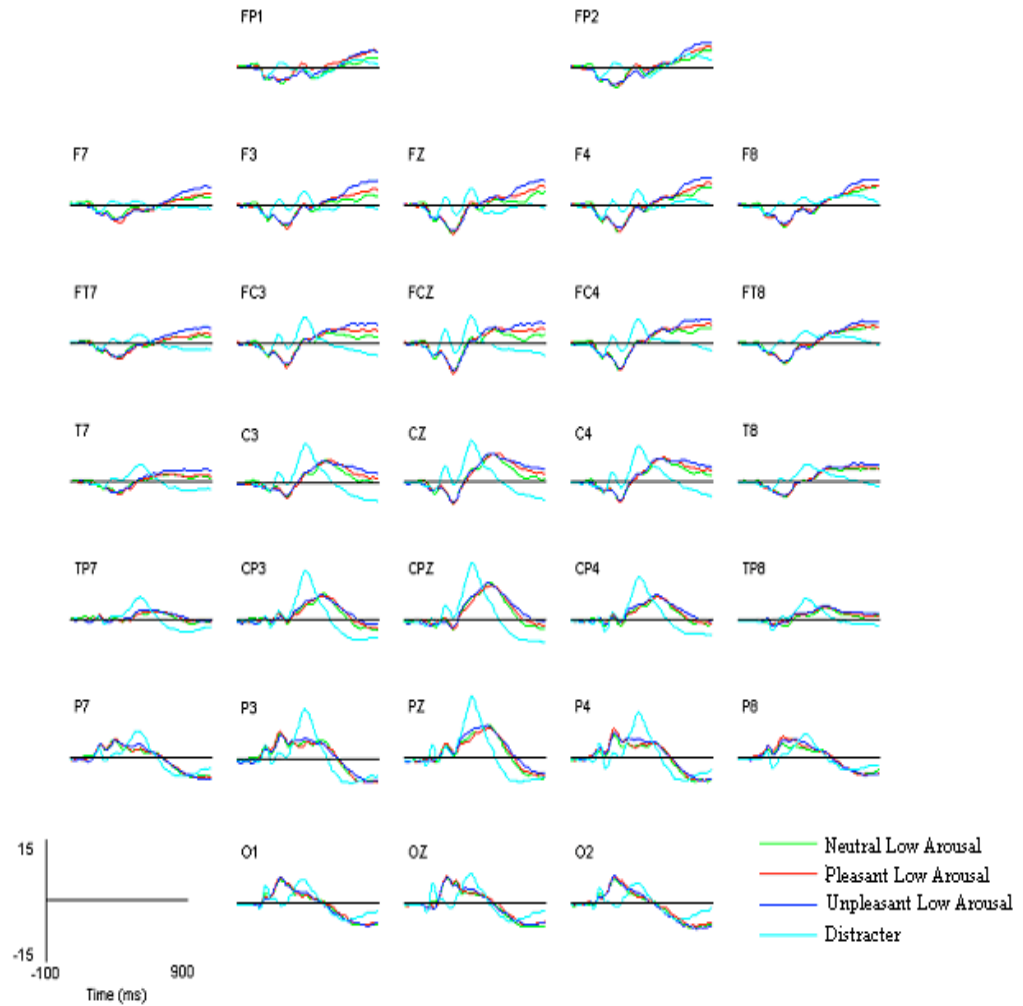 FP1 FP2
F7 F3 FZ F4 F8
FT7 FC3 FCZ FC4 FT8
T7 C3 CZ C4 T8
TP7 CP3 CPZ CP4 TP8
P7 P3 PZ P4 P8
O1 OZ O2
15
-15
-100 900
Time (ms)
Neutral Low Arousal
Pleasant Low Arousal
Unpleasant Low Arousal
Distracter